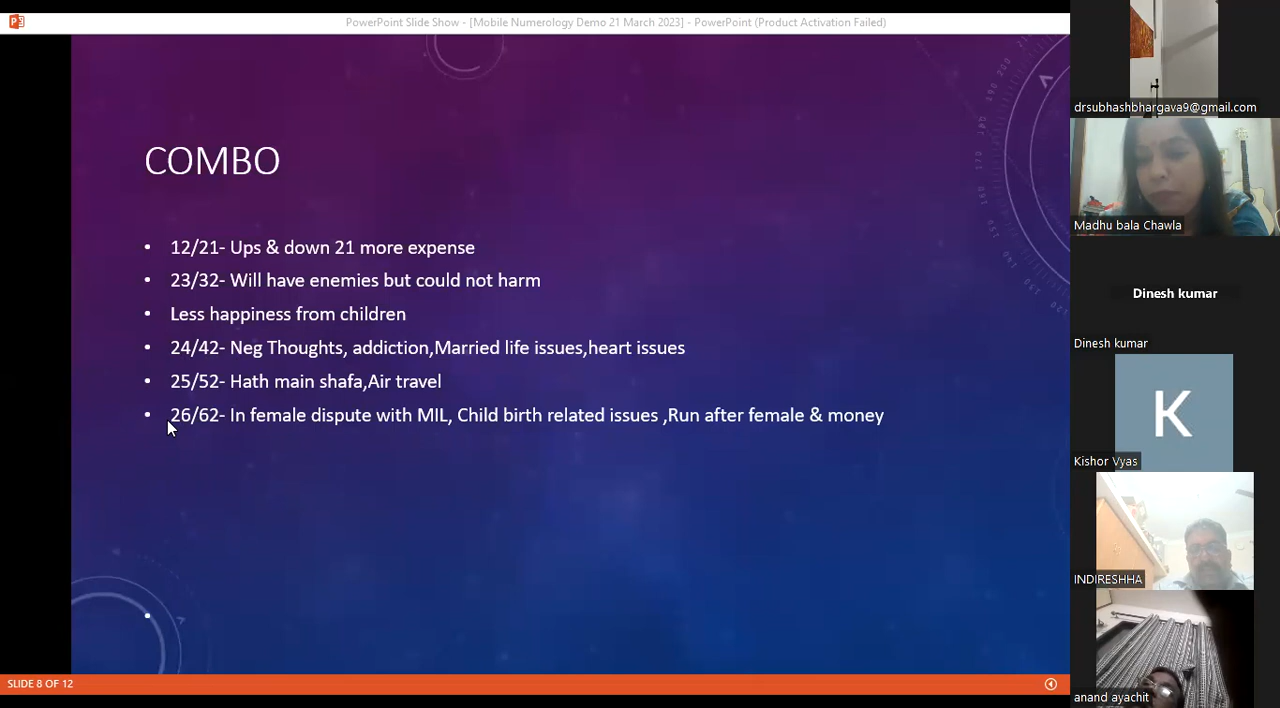 PowerPoint Slide Show - [Mobile Numerology Demo 21 March 2023] - PowerPoint (Product Activation Failed)
COMBO
• 12/21- Ups & down 21 more expense
• 23/32- Will have enemies but could not harm
• Less happiness from children
• 24/42- Neg Thoughts, addiction,Married life issues,heart issues
• 25/52- Hath main shafa,Air travel
• 26/62- In female dispute with MIL, Child birth related issues ,Run after female & money
•
SLIDE 8 OF 12
drsubhashbhargava9@gmail.com
Madhu bala Chawla
Dinesh kumar
Dinesh kumar
K
Kishor Vyas
INDIRESHHA
anand ayachit